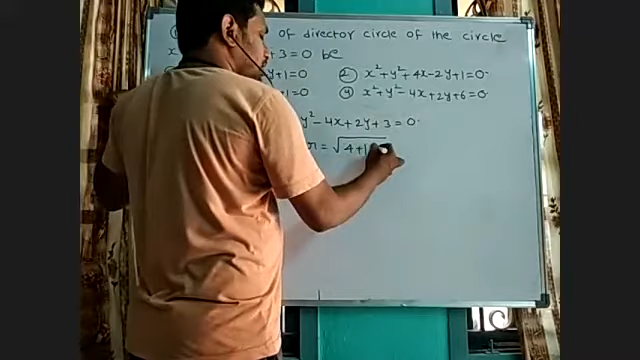 of director circle of the circle
x + 3 = 0 be
y+1=0 ② x²+y²+4x-2y+1=0.
+1=0 ④ x²+y²-4x+2y+6=0.
y²-4x+2y+3=0.
r = √4+1